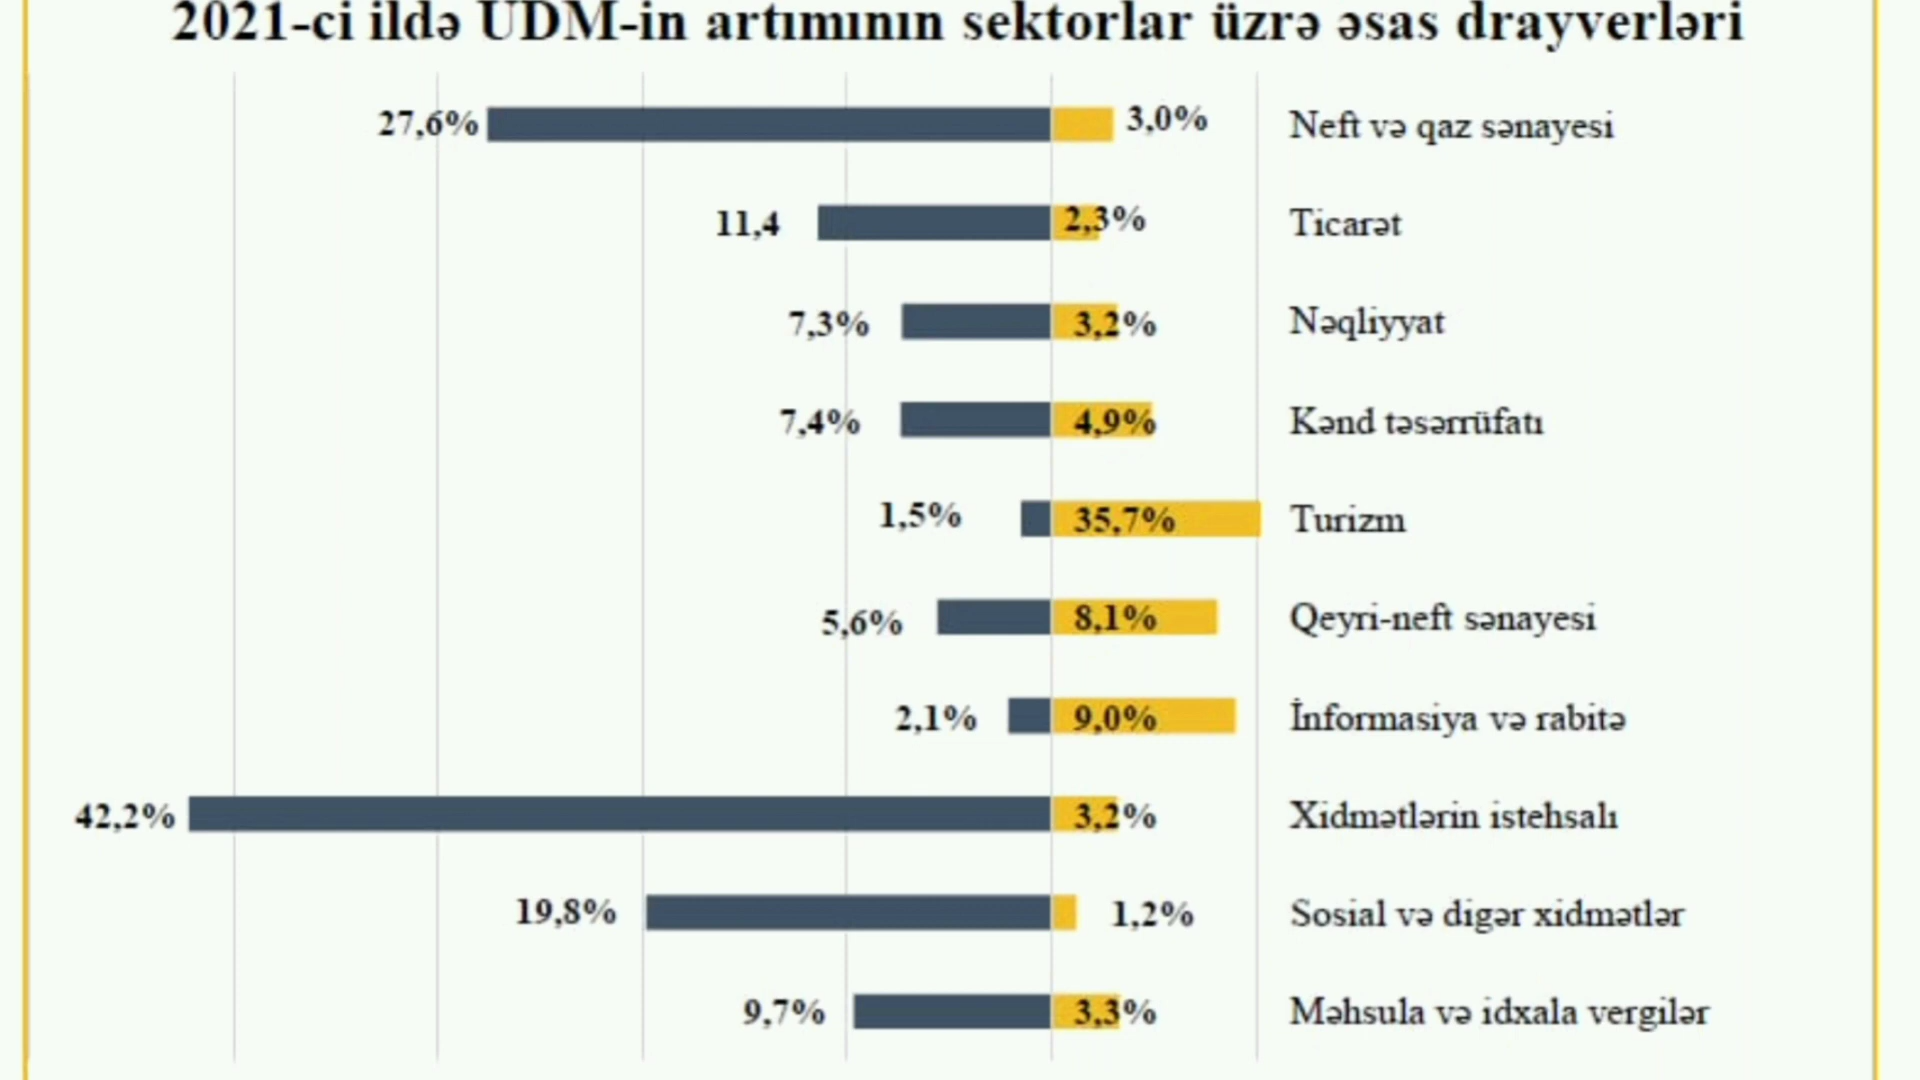 2021-ci ildə ÜDM-in artımının sektorlar üzrə əsas drayverləri
27,6% 3,0% Neft və qaz sənayesi
11,4 2,3% Ticarət
7,3% 3,2% Nəqliyyat
7,4% 4,9% Kənd təsərrüfatı
1,5% 35,7% Turizm
5,6% 8,1% Qeyri-neft sənayesi
2,1% 9,0% İnformasiya və rabitə
42,2% 3,2% Xidmətlərin istehsalı
19,8% 1,2% Sosial və digər xidmətlər
9,7% 3,3% Məhsula və idxala vergilər